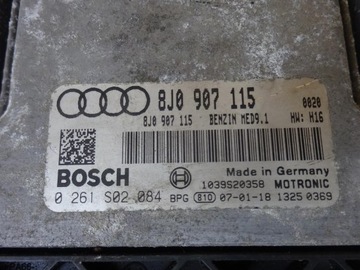 8J0 907 115 0020
8J0 907 115 BENZIN MED9.1 HW: H16
BOSCH Made in Germany
1039S20358 MOTRONIC
0 261 S02 084 BPG 810 07-01-18 1325 0369